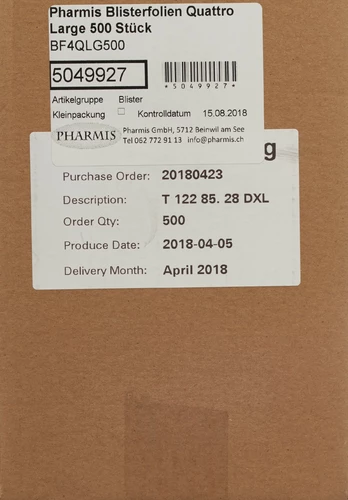 Pharmis Blisterfolien Quattro
Large 500 Stück
BF4QLG500
5049927
*5049927*
Artikelgruppe Blister
Kleinpackung Kontrolldatum 15.08.2018
PHARMIS
Pharmis GmbH, 5712 Beinwil am See
Tel 062 772 91 13 info@pharmis.ch
g
Purchase Order: 20180423
Description: T 122 85. 28 DXL
Order Qty: 500
Produce Date: 2018-04-05
Delivery Month: April 2018